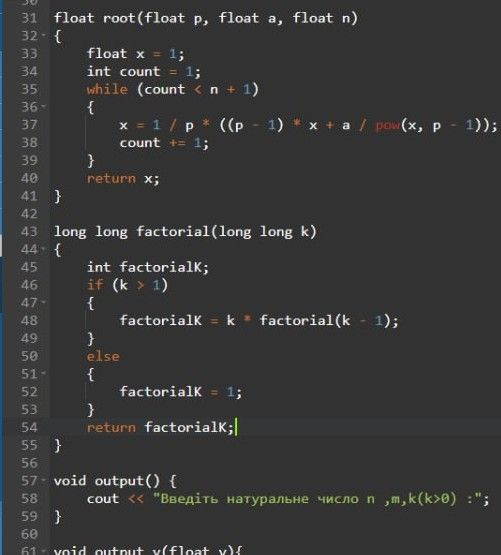 31 float root(float p, float a, float n)
32 {
33 float x = 1;
34 int count = 1;
35 while (count < n + 1)
36 {
37 x = 1 / p * ((p - 1) * x + a / pow(x, p - 1));
38 count += 1;
39 }
40 return x;
41 }
42
43 long long factorial(long long k)
44 {
45 int factorialK;
46 if (k > 1)
47 {
48 factorialK = k * factorial(k - 1);
49 }
50 else
51 {
52 factorialK = 1;
53 }
54 return factorialK;
55 }
56
57 void output() {
58 cout << "Введіть натуральне число n ,m,k(k>0) :";
59 }
60
61 void output_v(float v){